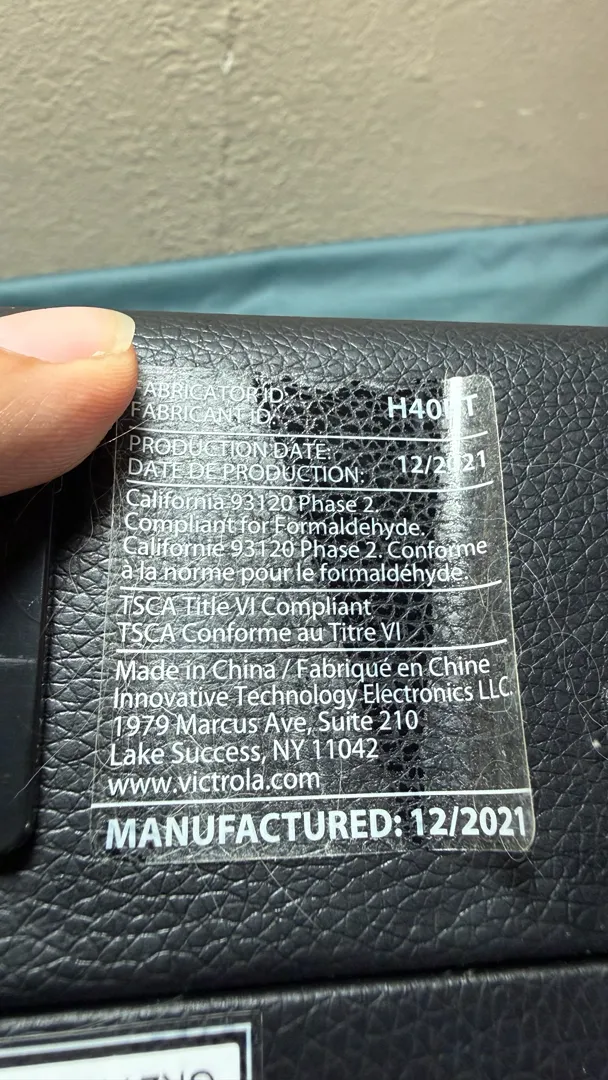 FABRICATOR ID:
FABRICANT ID:
PRODUCTION DATE:
DATE DE PRODUCTION: 12/2021
California 93120 Phase 2.
Compliant for Formaldehyde.
Californie 93120 Phase 2. Conforme
à la norme pour le formaldéhyde.
TSCA Title VI Compliant
TSCA Conforme au Titre VI
Made in China / Fabriqué en Chine
Innovative Technology Electronics LLC
1979 Marcus Ave, Suite 210
Lake Success, NY 11042
www.victrola.com
MANUFACTURED: 12/2021